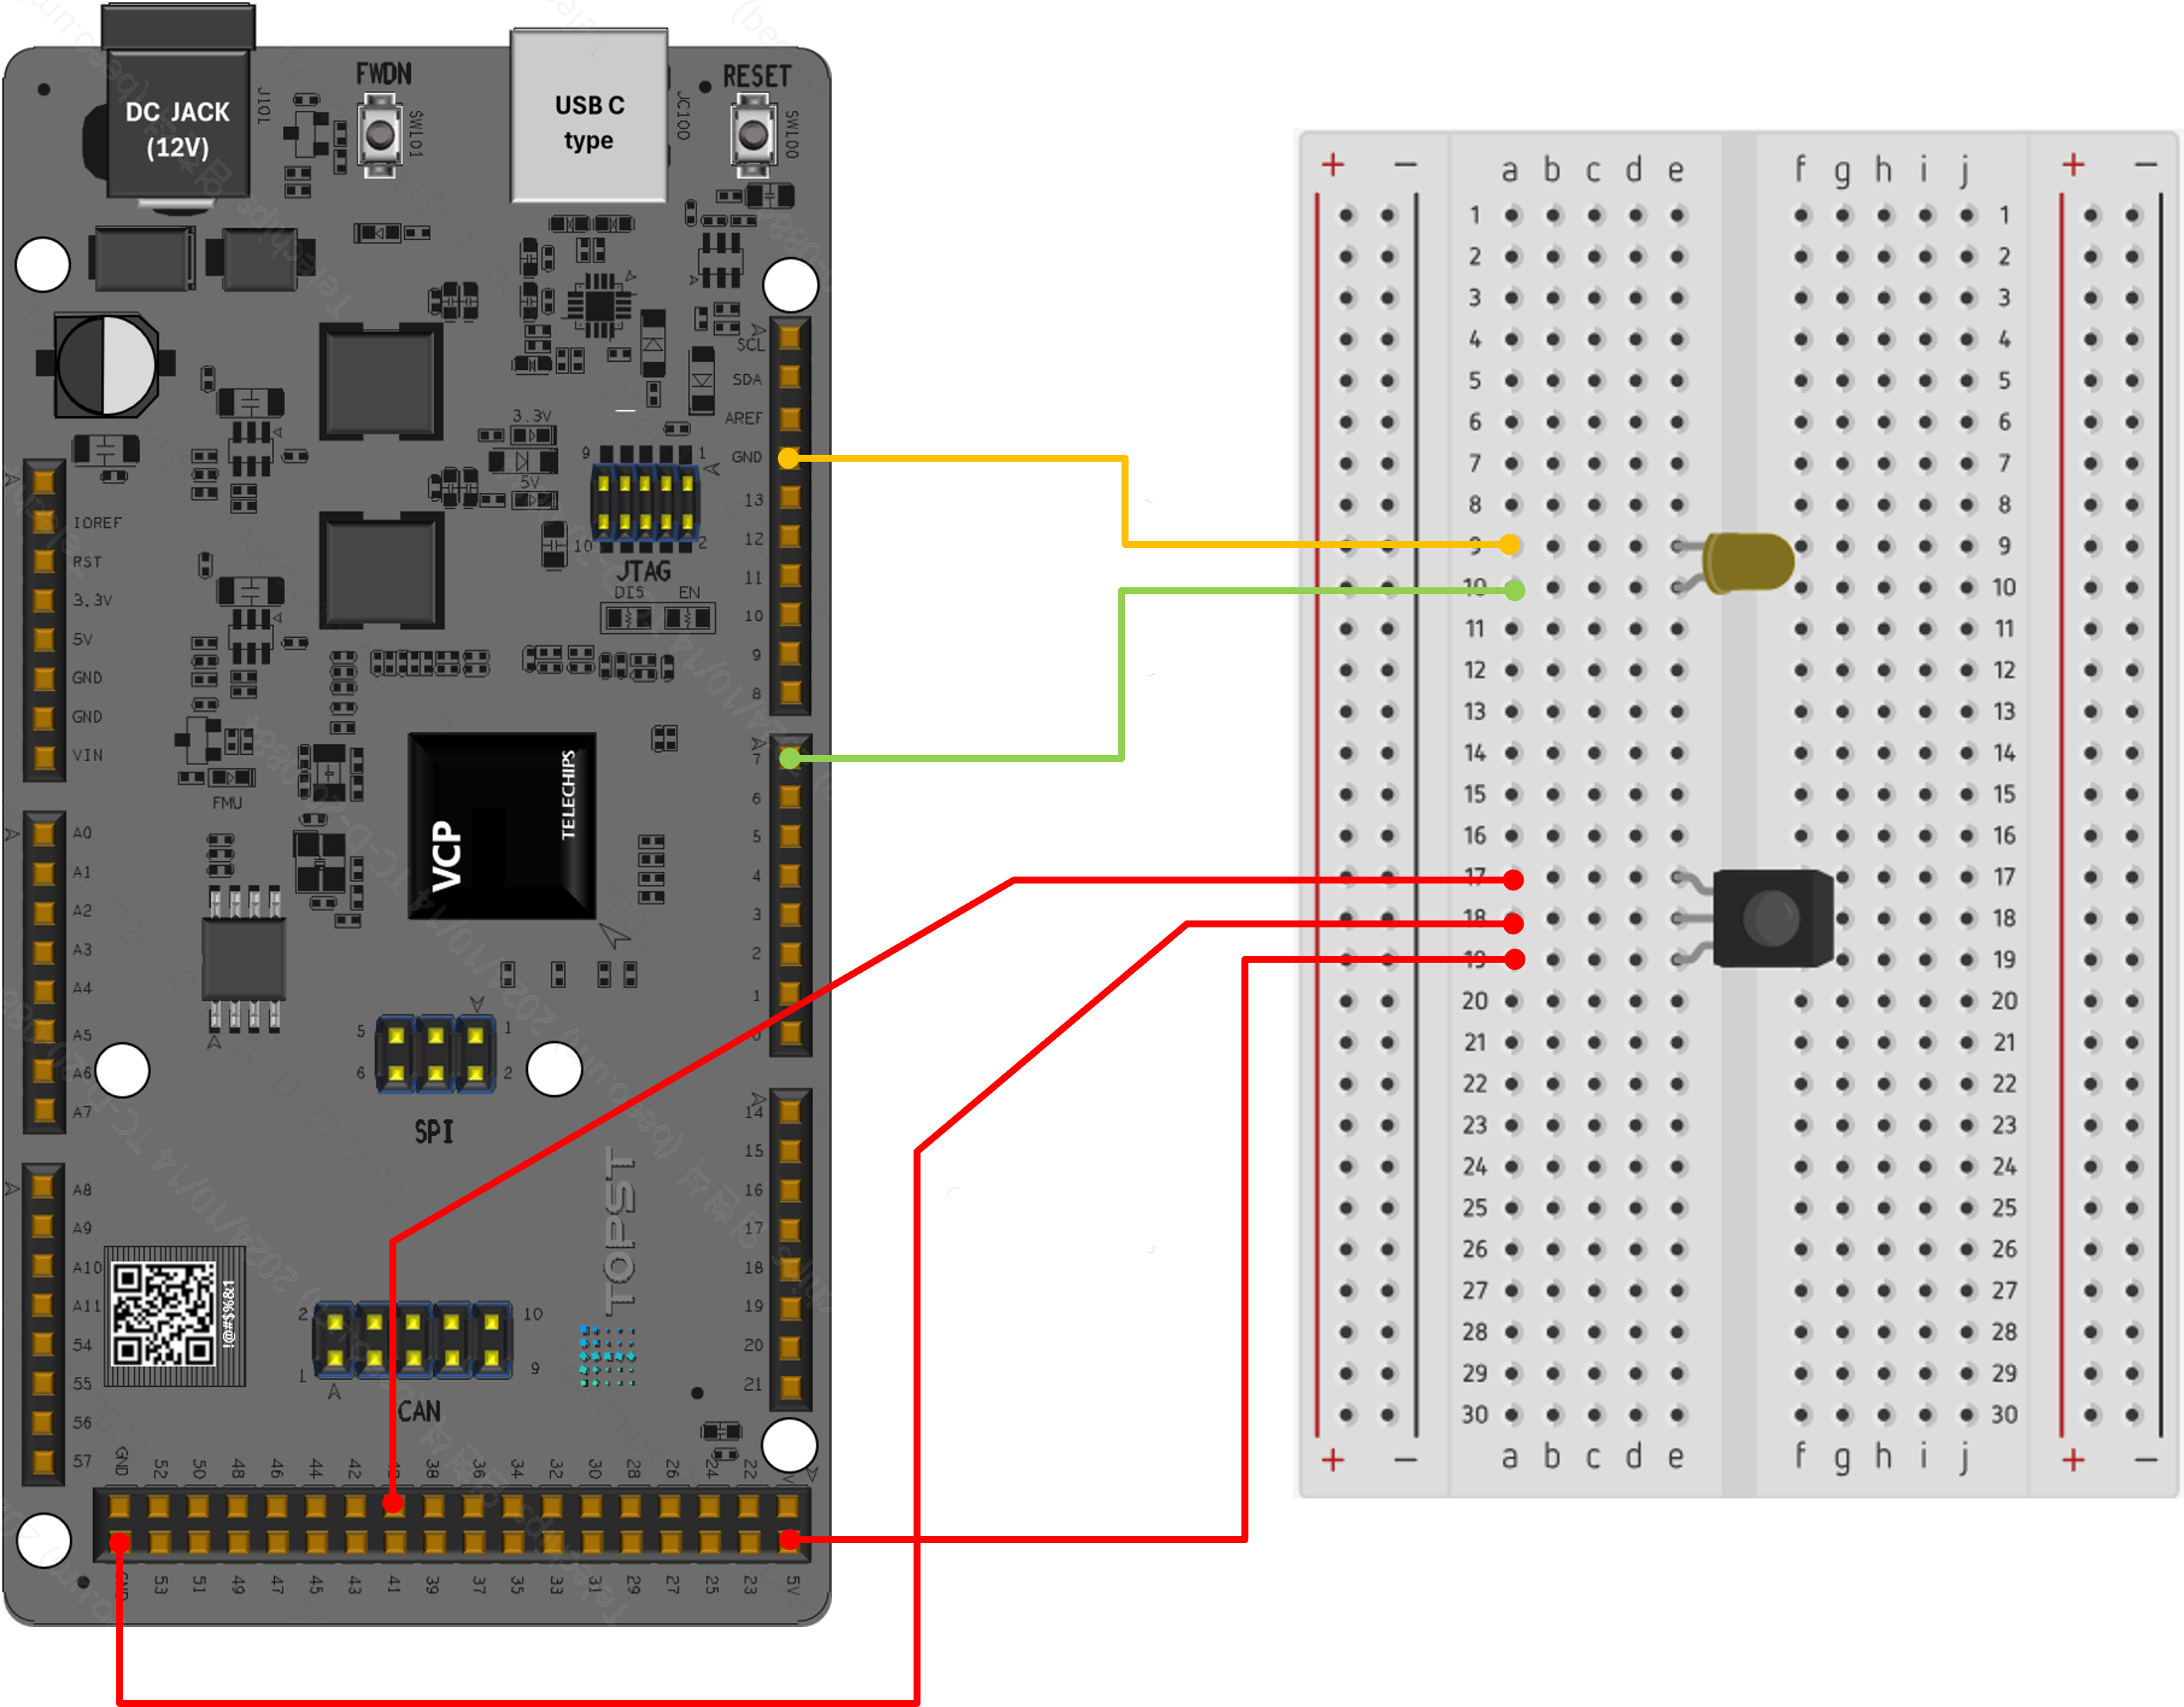 DC JACK
(12V)
J101
FWDN
SW101
USB C
type
JC100
RESET
SW100
SCL
SDA
AREF
GND
13
12
11
10
9
8
7
6
5
4
3
2
1
0
14
15
16
17
18
19
20
21
3.3V
5V
9
1
10
2
JTAG
DIS
EN
IOREF
RST
3.3V
5V
GND
GND
VIN
FMU
A0
A1
A2
A3
A4
A5
A6
A7
A8
A9
A10
A11
54
55
56
57
VCP
TELECHIPS
5
1
6
2
SPI
TOPST
!@#$%&1
2
10
1
9
CAN
GND
52
50
48
46
44
42
40
38
36
34
32
30
28
26
24
22
GND
53
51
49
47
45
43
41
39
37
35
33
31
29
27
25
23
5V
+ − a b c d e f g h i j + −
1 1
2 2
3 3
4 4
5 5
6 6
7 7
8 8
9 9
10 10
11 11
12 12
13 13
14 14
15 15
16 16
17 17
18 18
19 19
20 20
21 21
22 22
23 23
24 24
25 25
26 26
27 27
28 28
29 29
30 30
+ − a b c d e f g h i j + −